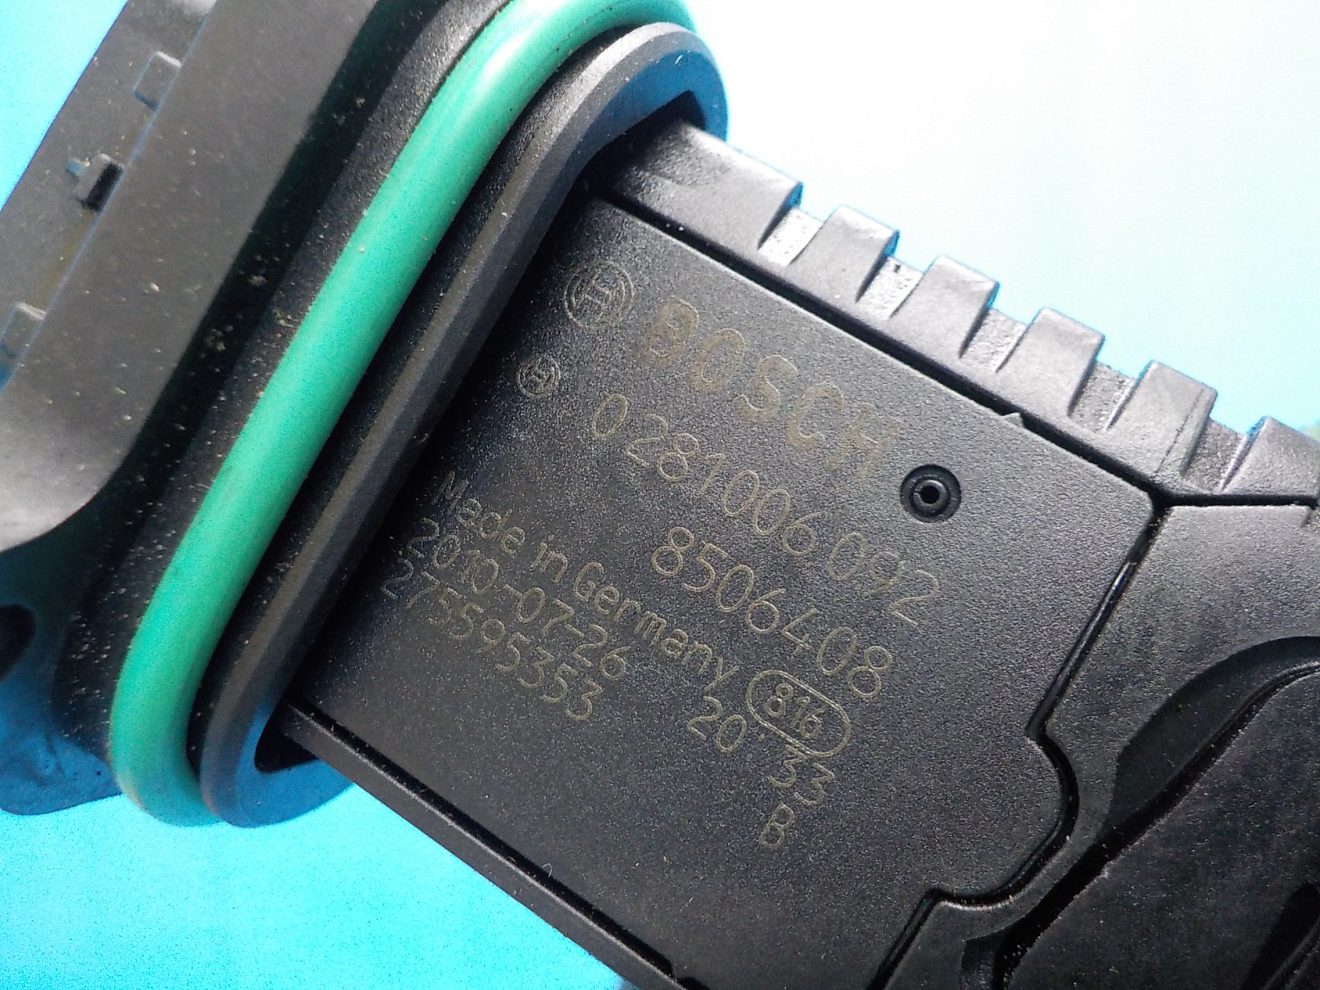 BOSCH
0281006092
8506408
Made in Germany 816
2010-07-26 20 33
275595353 B